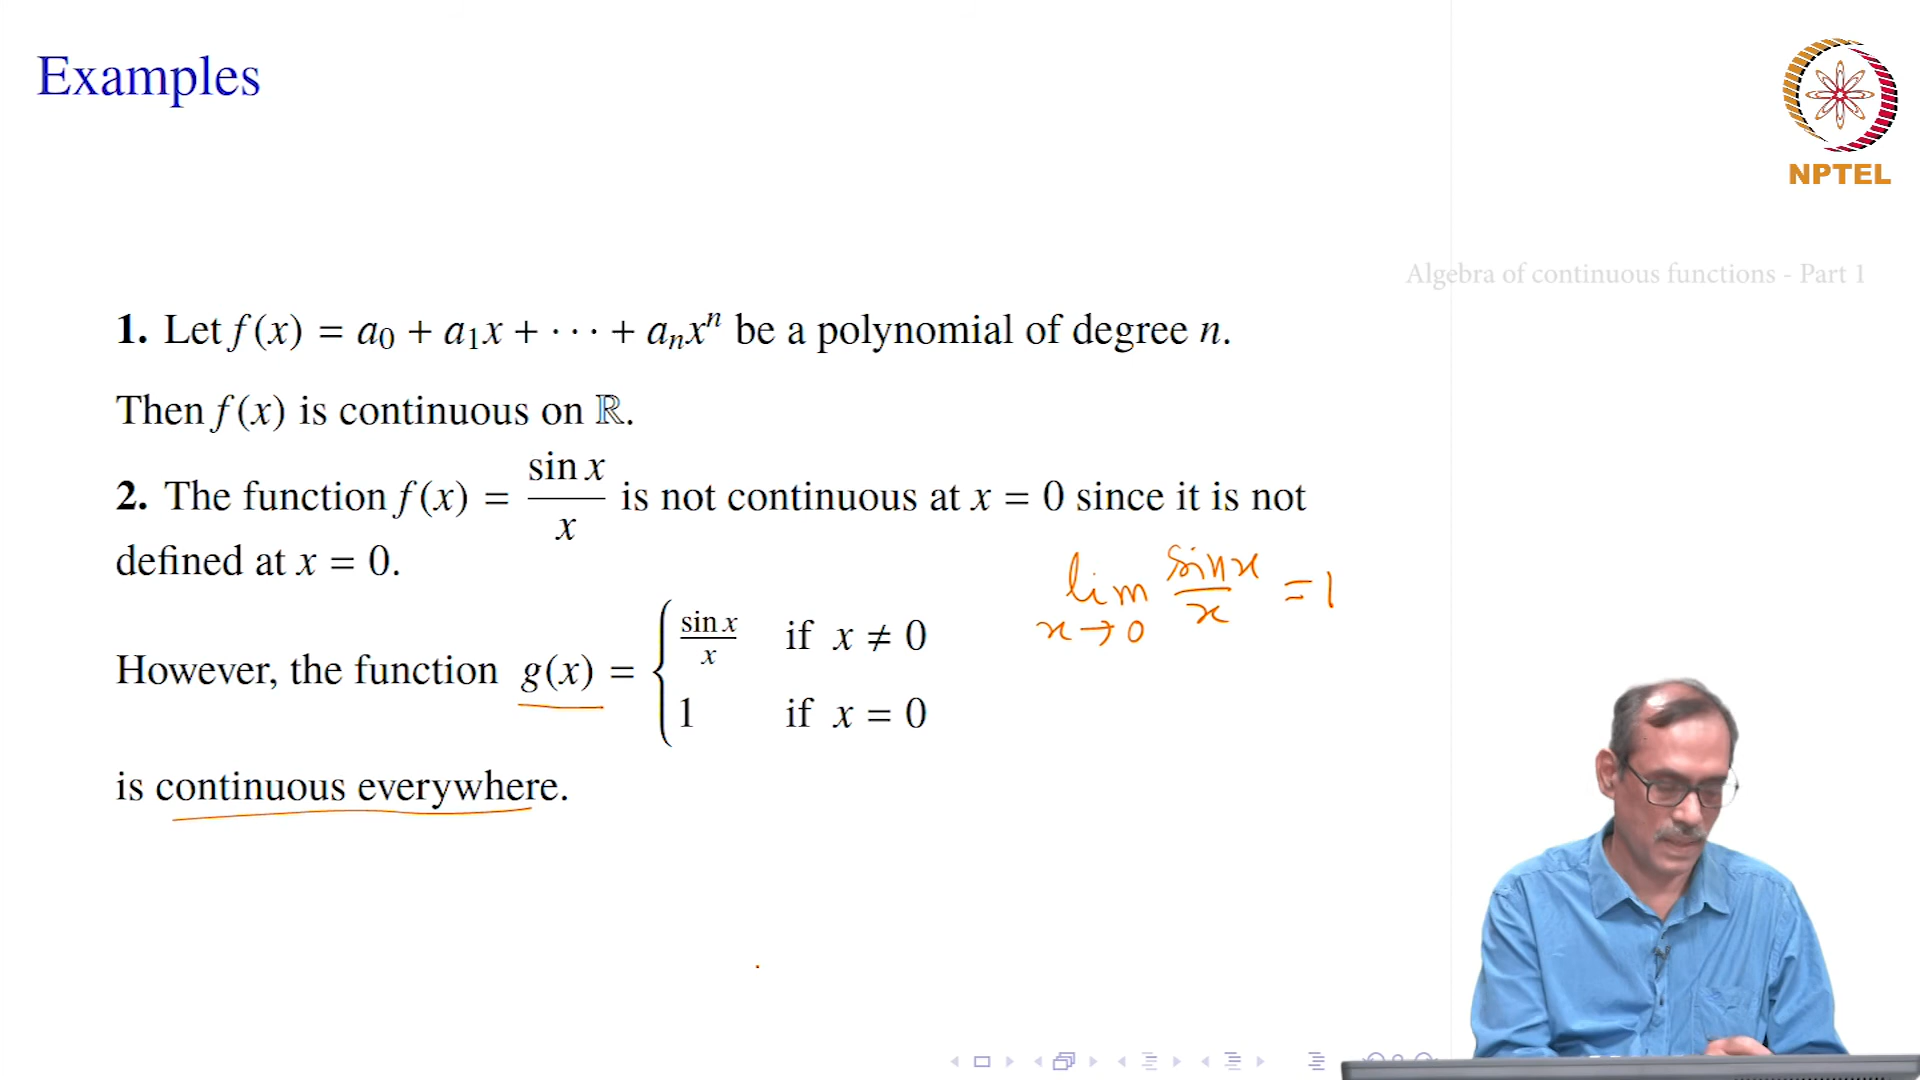 Examples
NPTEL
Algebra of continuous functions - Part 1
1. Let f(x) = a₀ + a₁x + ··· + aₙxⁿ be a polynomial of degree n.
Then f(x) is continuous on ℝ.
2. The function f(x) = sin x / x is not continuous at x = 0 since it is not
defined at x = 0.
lim x→0 sin x / x = 1
However, the function g(x) = { sin x / x if x ≠ 0
1 if x = 0
is continuous everywhere.